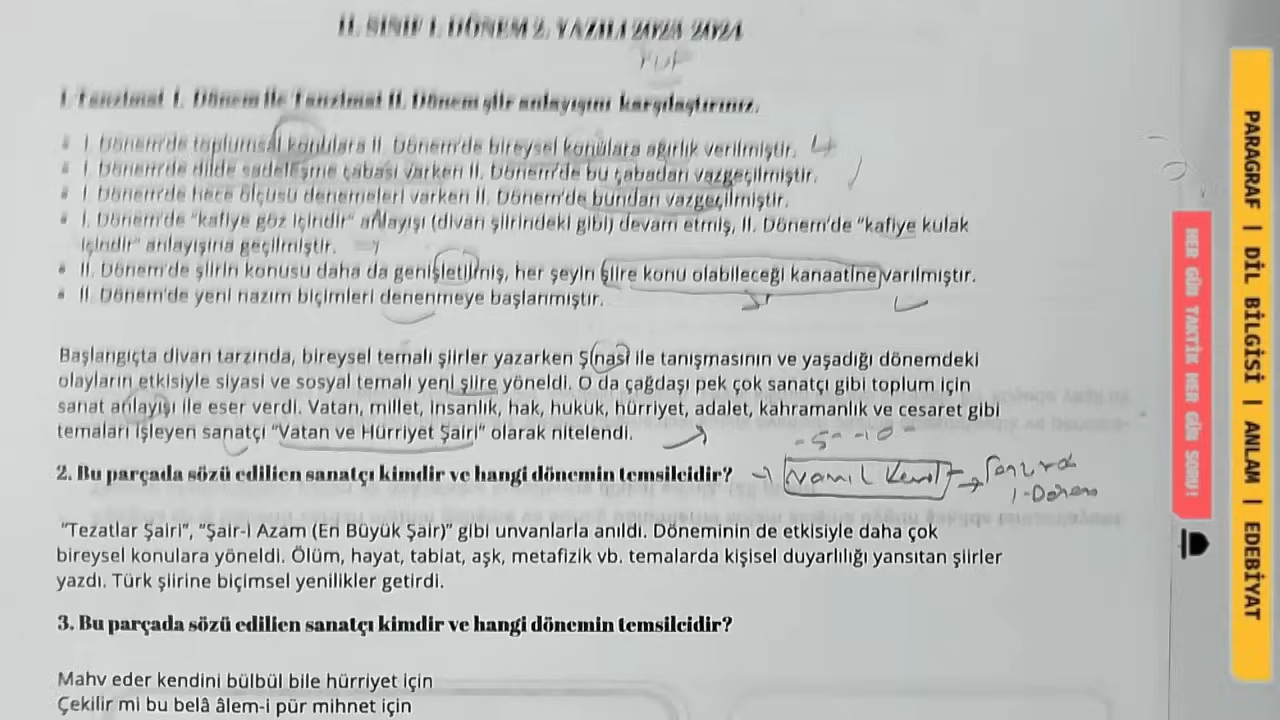 11. SINIF 1. DÖNEM 2. YAZILI 2023-2024
1. Tanzimat I. Dönem ile Tanzimat II. Dönem şiir anlayışını karşılaştırınız.
• I. Dönem'de toplumsal konulara II. Dönem'de bireysel konulara ağırlık verilmiştir.
• I. Dönem'de dilde sadeleşme çabası varken II. Dönem'de bu çabadan vazgeçilmiştir.
• I. Dönem'de hece ölçüsü denemeleri varken II. Dönem'de bundan vazgeçilmiştir.
• I. Dönem'de "kafiye göz içindir" anlayışı (divan şiirindeki gibi) devam etmiş, II. Dönem'de "kafiye kulak
içindir" anlayışına geçilmiştir.
• II. Dönem'de şiirin konusu daha da genişletilmiş, her şeyin şiire konu olabileceği kanaatine varılmıştır.
• II. Dönem'de yeni nazım biçimleri denenmeye başlanmıştır.
Başlangıçta divan tarzında, bireysel temalı şiirler yazarken Şinasi ile tanışmasının ve yaşadığı dönemdeki
olayların etkisiyle siyasi ve sosyal temalı yeni şiire yöneldi. O da çağdaşı pek çok sanatçı gibi toplum için
sanat anlayışı ile eser verdi. Vatan, millet, insanlık, hak, hukuk, hürriyet, adalet, kahramanlık ve cesaret gibi
temaları işleyen sanatçı "Vatan ve Hürriyet Şairi" olarak nitelendi.
-5- -10-
2. Bu parçada sözü edilen sanatçı kimdir ve hangi dönemin temsilcidir? → Namık Kemal →
1. Dönem
"Tezatlar Şairi", "Şair-i Azam (En Büyük Şair)" gibi unvanlarla anıldı. Döneminin de etkisiyle daha çok
bireysel konulara yöneldi. Ölüm, hayat, tabiat, aşk, metafizik vb. temalarda kişisel duyarlılığı yansıtan şiirler
yazdı. Türk şiirine biçimsel yenilikler getirdi.
3. Bu parçada sözü edilen sanatçı kimdir ve hangi dönemin temsilcidir?
Mahv eder kendini bülbül bile hürriyet için
Çekilir mi bu belâ âlem-i pür mihnet için
HER GÜN TAKTİK HER GÜN SORU!
PARAGRAF | DİL BİLGİSİ | ANLAM | EDEBİYAT